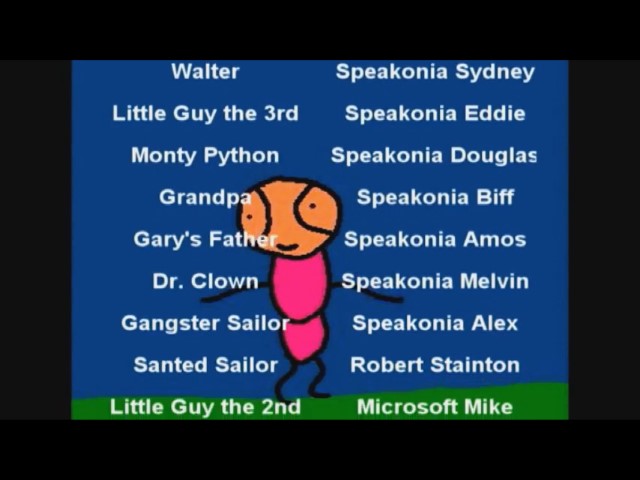 Walter Speakonia Sydney
Little Guy the 3rd Speakonia Eddie
Monty Python Speakonia Douglas
Grandpa Speakonia Biff
Gary's Father Speakonia Amos
Dr. Clown Speakonia Melvin
Gangster Sailor Speakonia Alex
Santed Sailor Robert Stainton
Little Guy the 2nd Microsoft Mike